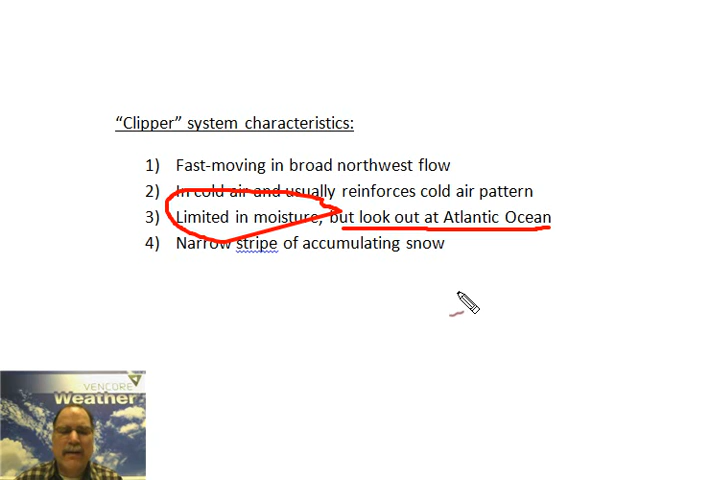 “Clipper” system characteristics:
1) Fast-moving in broad northwest flow
2) In cold air and usually reinforces cold air pattern
3) Limited in moisture, but look out at Atlantic Ocean
4) Narrow stripe of accumulating snow
VENCORE
Weather